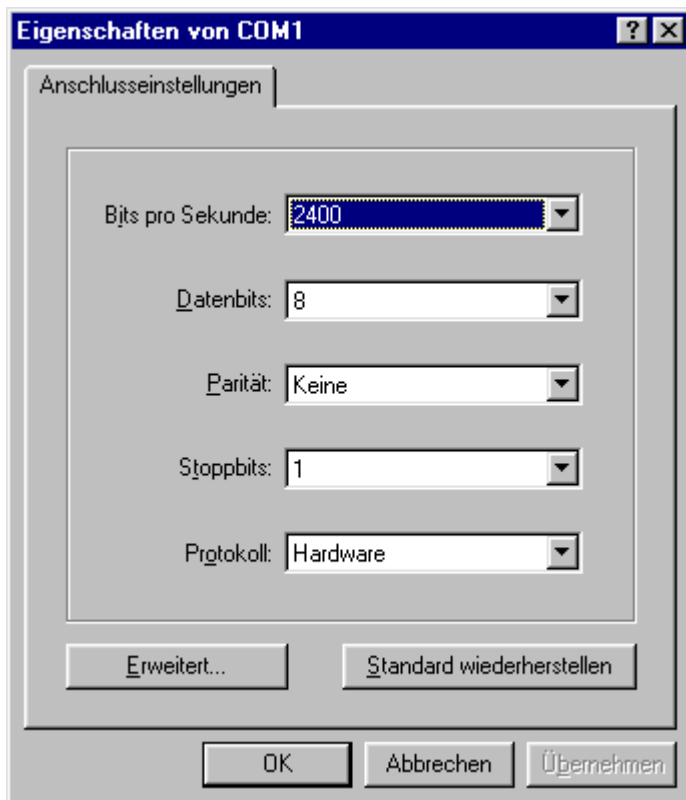 Eigenschaften von COM1
Anschlusseinstellungen
Bits pro Sekunde: 2400
Datenbits: 8
Parität: Keine
Stoppbits: 1
Protokoll: Hardware
Erweitert... Standard wiederherstellen
OK Abbrechen Übernehmen